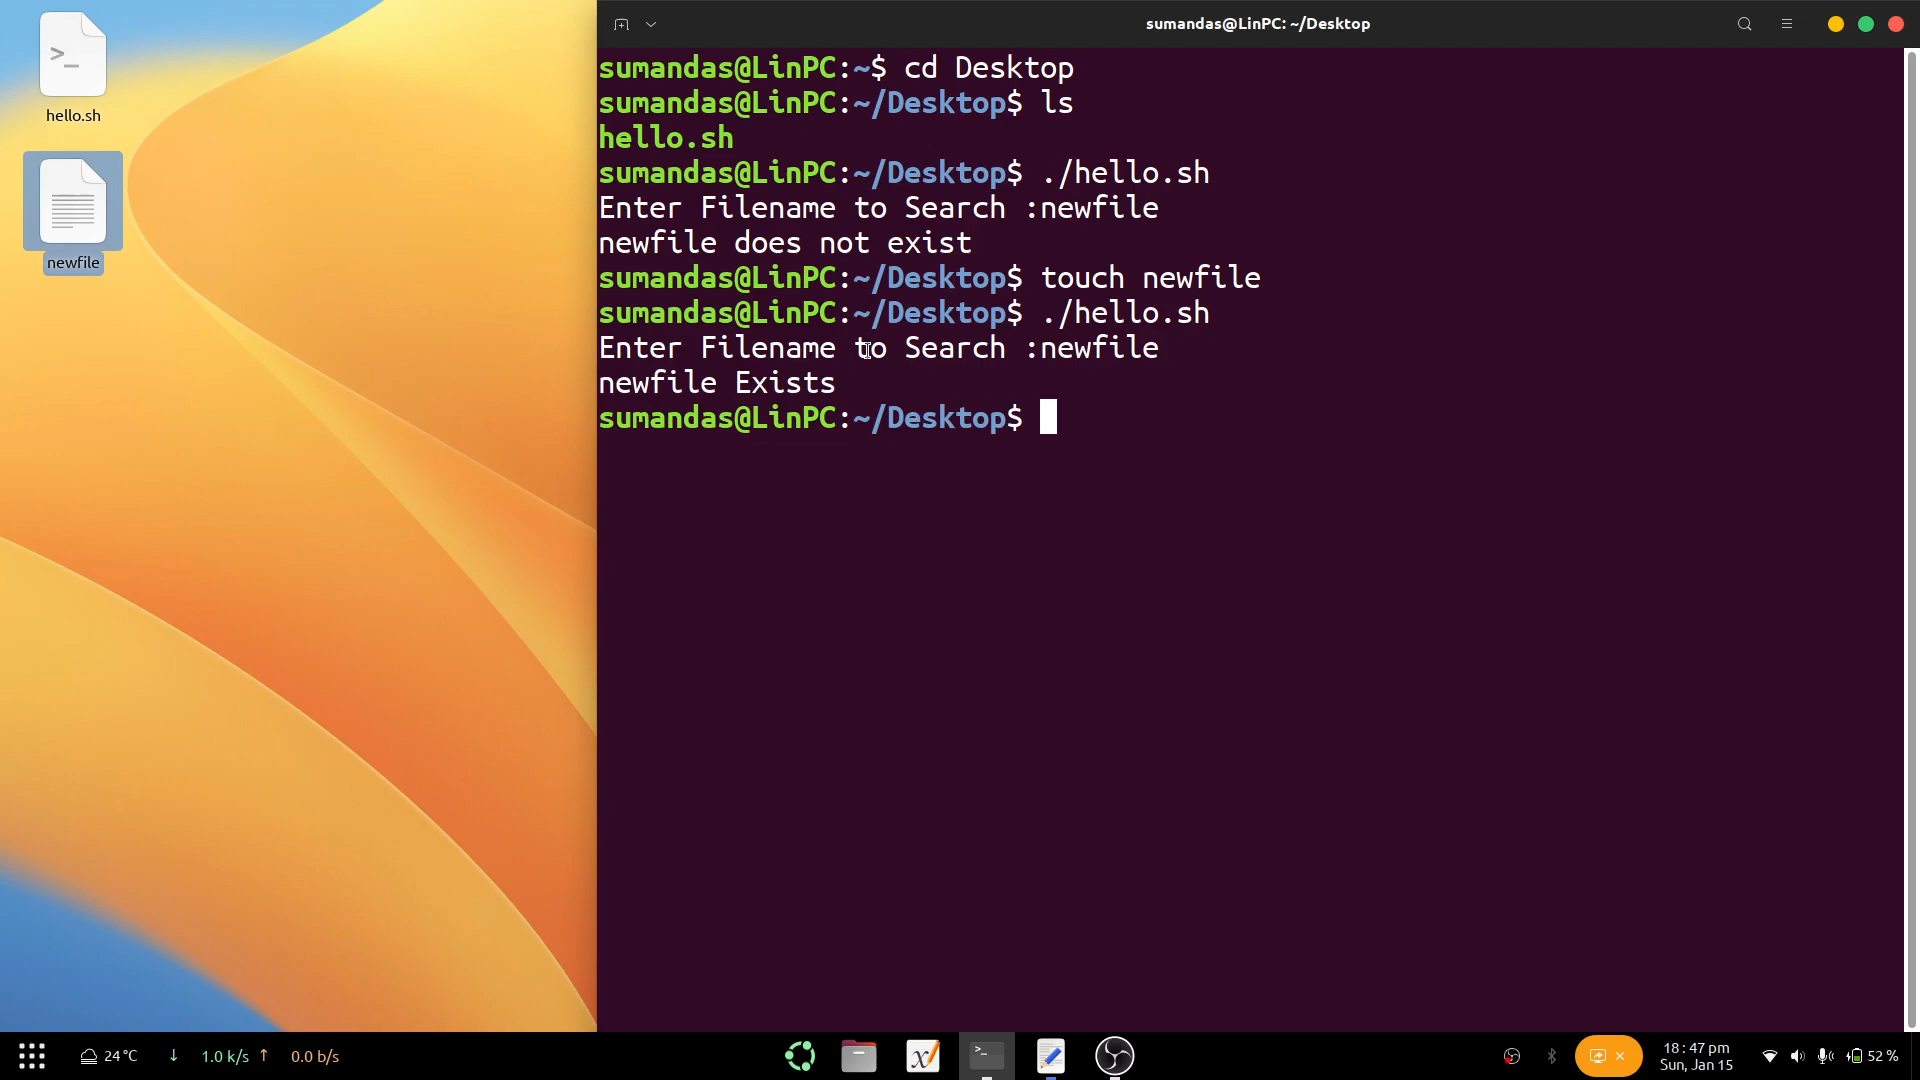 hello.sh
newfile
sumandas@LinPC: ~/Desktop
sumandas@LinPC:~$ cd Desktop
sumandas@LinPC:~/Desktop$ ls
hello.sh
sumandas@LinPC:~/Desktop$ ./hello.sh
Enter Filename to Search :newfile
newfile does not exist
sumandas@LinPC:~/Desktop$ touch newfile
sumandas@LinPC:~/Desktop$ ./hello.sh
Enter Filename to Search :newfile
newfile Exists
sumandas@LinPC:~/Desktop$
24°C ↓ 1.0 k/s ↑ 0.0 b/s
18:47 pm
Sun, Jan 15
52 %